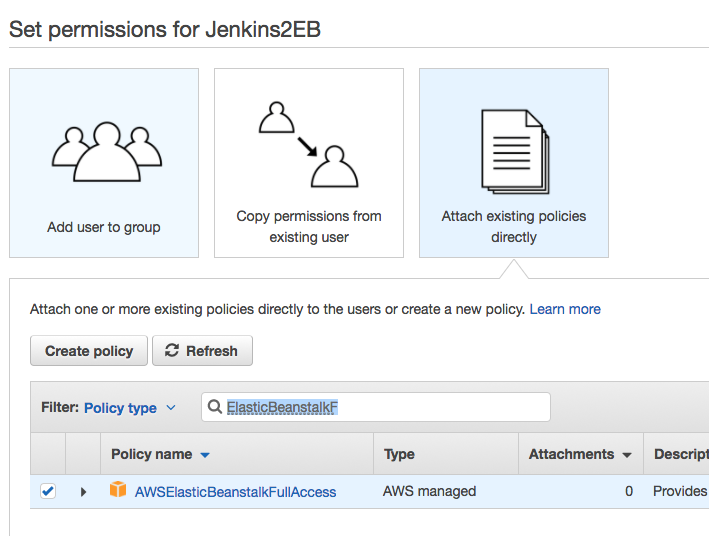 Set permissions for Jenkins2EB
Add user to group
Copy permissions from
existing user
Attach existing policies
directly
Attach one or more existing policies directly to the users or create a new policy. Learn more
Create policy Refresh
Filter: Policy type ElasticBeanstalkF
Policy name Type Attachments Descript
AWSElasticBeanstalkFullAccess AWS managed 0 Provides